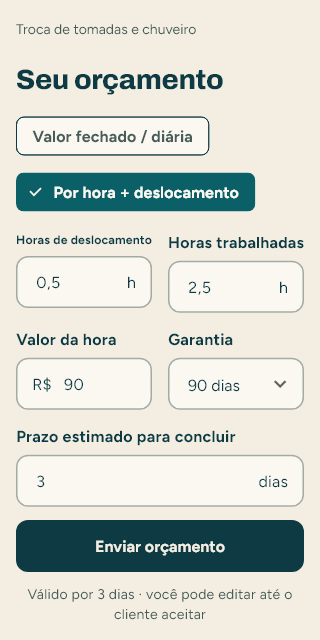 Troca de tomadas e chuveiro
Seu orçamento
Valor fechado / diária
Por hora + deslocamento
Horas de deslocamento
Horas trabalhadas
0,5 h
2,5 h
Valor da hora
Garantia
R$ 90
90 dias
Prazo estimado para concluir
3 dias
Enviar orçamento
Válido por 3 dias · você pode editar até o
cliente aceitar